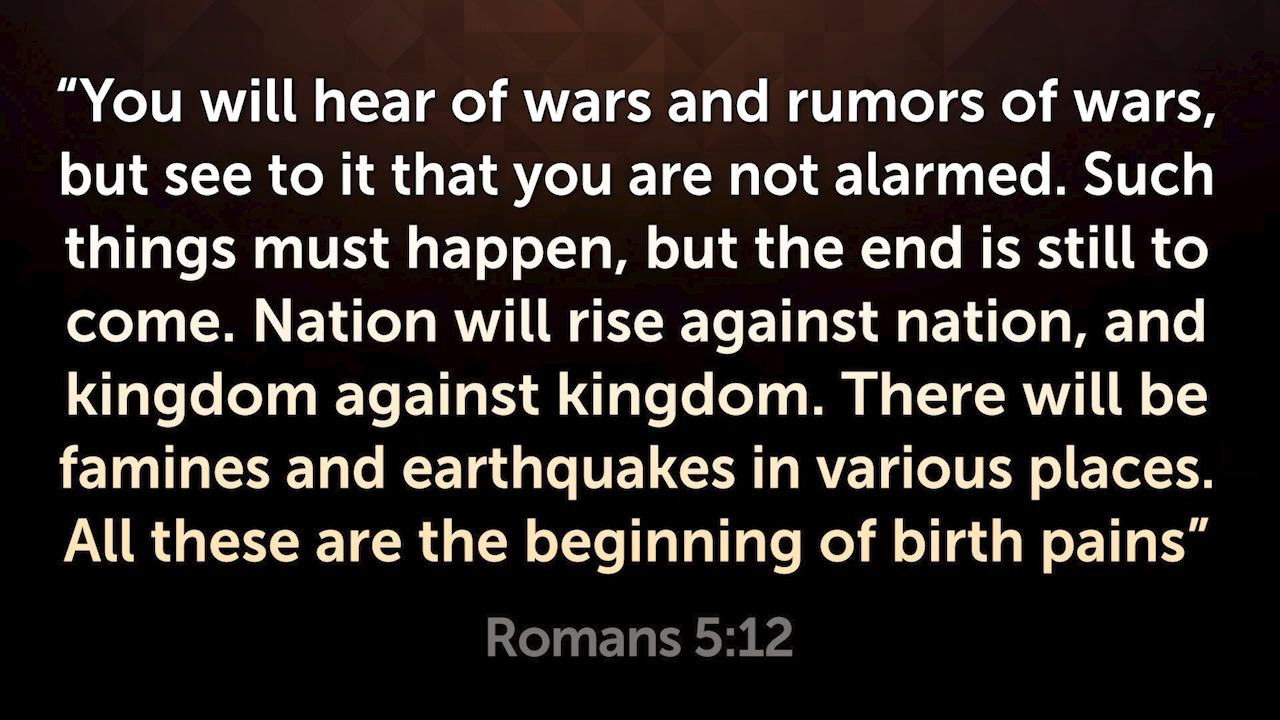 “You will hear of wars and rumors of wars,
but see to it that you are not alarmed. Such
things must happen, but the end is still to
come. Nation will rise against nation, and
kingdom against kingdom. There will be
famines and earthquakes in various places.
All these are the beginning of birth pains”
Romans 5:12